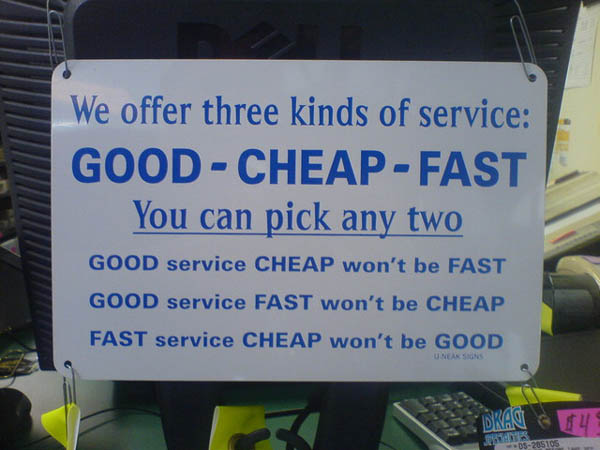 DELL
We offer three kinds of service:
GOOD - CHEAP - FAST
You can pick any two
GOOD service CHEAP won't be FAST
GOOD service FAST won't be CHEAP
FAST service CHEAP won't be GOOD
U.NEAK SIGNS